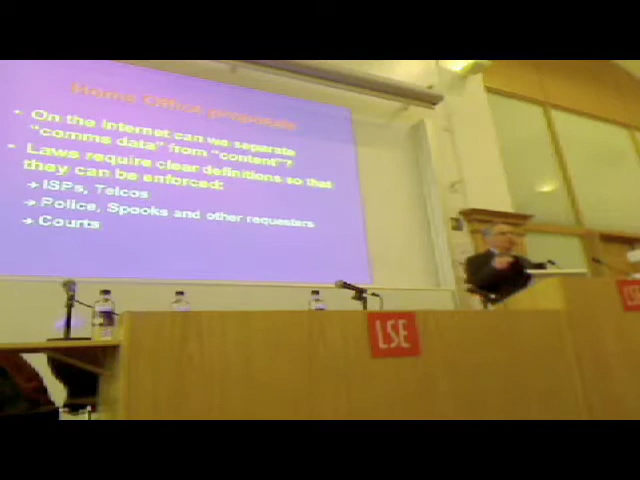 Home Office proposals
• On the Internet can we separate
"comms data" from "content"?
• Laws require clear definitions so that
they can be enforced:
→ ISPs, Telcos
→ Police, Spooks and other requesters
→ Courts
LSE
LSE